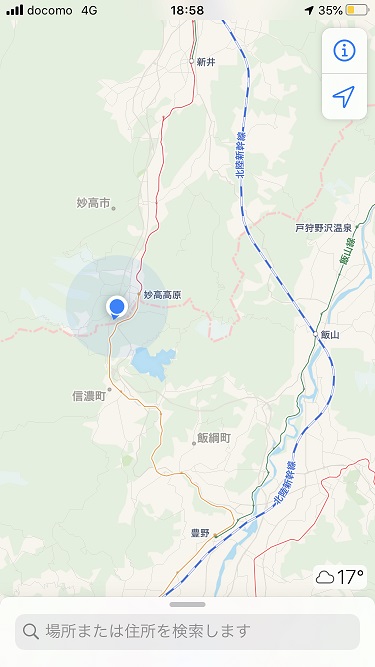 docomo 4G 18:58 35%
新井
北陸新幹線
妙高市
戸狩野沢温泉
飯山線
妙高高原
飯山
信濃町
飯綱町
北陸新幹線
豊野
17°
場所または住所を検索します